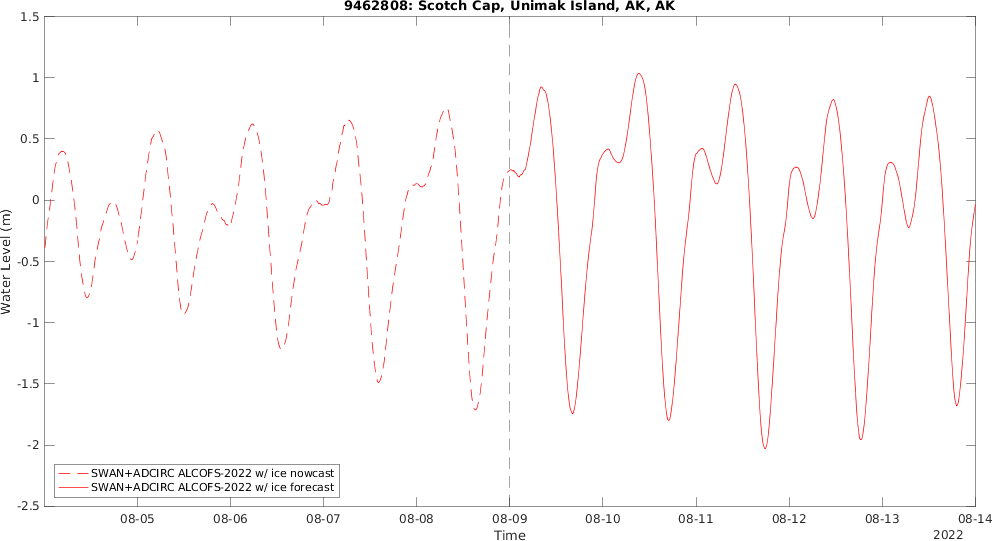 9462808: Scotch Cap, Unimak Island, AK, AK
1.5
1
0.5
0
-0.5
-1
-1.5
-2
-2.5
Water Level (m)
SWAN+ADCIRC ALCOFS-2022 w/ ice nowcast
SWAN+ADCIRC ALCOFS-2022 w/ ice forecast
08-05 08-06 08-07 08-08 08-09 08-10 08-11 08-12 08-13 08-14
Time
2022